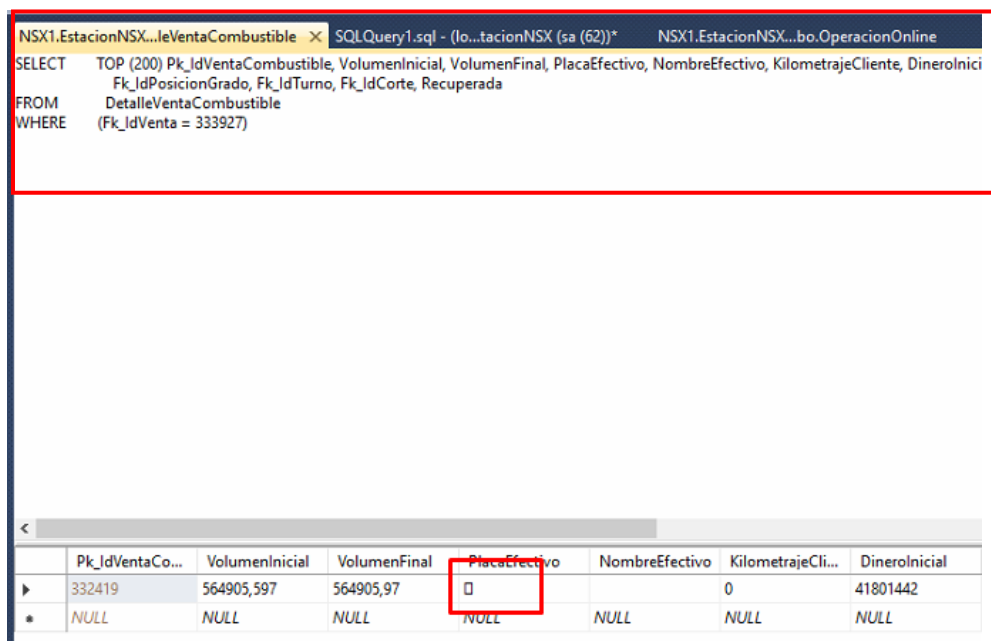 NSX1.EstacionNSX...leVentaCombustible × SQLQuery1.sql - (lo...tacionNSX (sa (62))* NSX1.EstacionNSX...bo.OperacionOnline
SELECT TOP (200) Pk_IdVentaCombustible, VolumenInicial, VolumenFinal, PlacaEfectivo, NombreEfectivo, KilometrajeCliente, DineroInici
Fk_IdPosicionGrado, Fk_IdTurno, Fk_IdCorte, Recuperada
FROM DetalleVentaCombustible
WHERE (Fk_IdVenta = 333927)
Pk_IdVentaCo... VolumenInicial VolumenFinal PlacaEfectivo NombreEfectivo KilometrajeCli... DineroInicial
332419 564905,597 564905,97 0 41801442
NULL NULL NULL NULL NULL NULL NULL